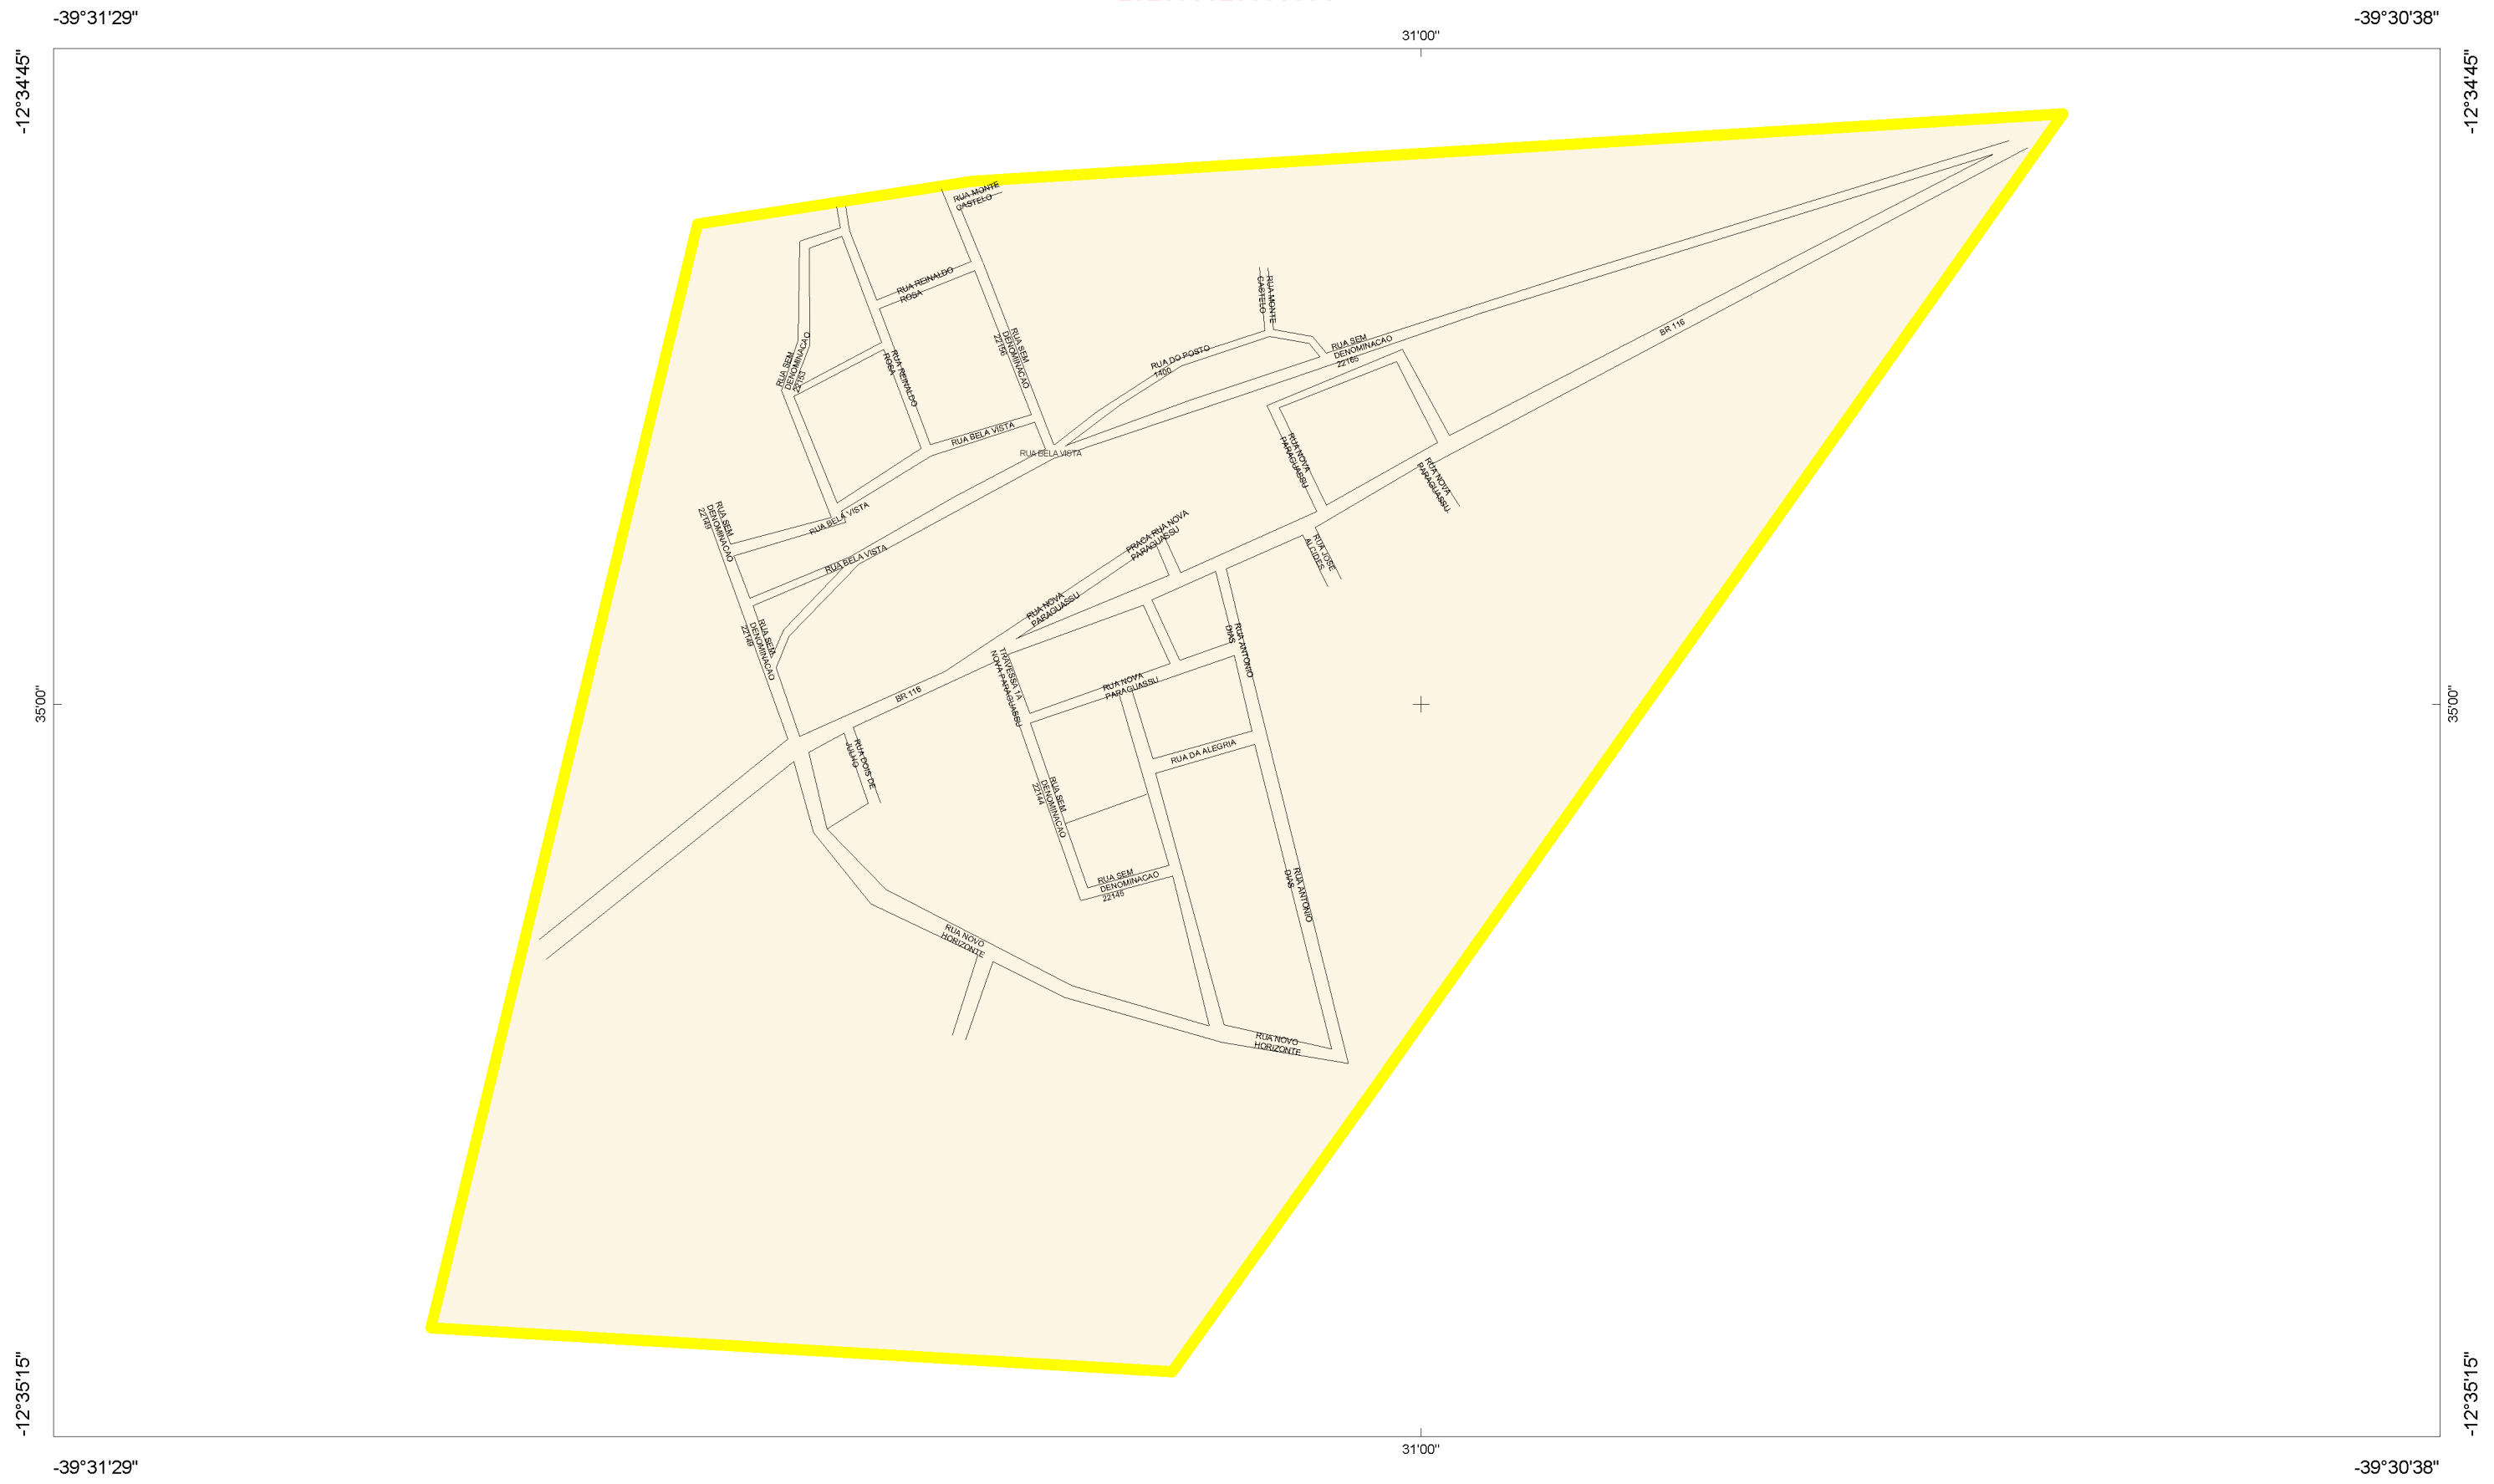 -39°31'29"
-39°30'38"
31'00"
-12°34'45"
-12°34'45"
RUA MONTE
CASTELO
RUA REINALDO
ROSA
RUA MONTE
CASTELO
RUA SEM
DENOMINACAO
22156
RUA SEM
DENOMINACAO
22153
RUA REINALDO
ROSA
RUA DO POSTO
1400
RUA SEM
DENOMINACAO
22165
BR 116
RUA BELA VISTA
RUA BELA VISTA
RUA NOVA
PARAGUASSU
RUA NOVA
PARAGUASSU
RUA SEM
DENOMINACAO
22149
RUA BELA VISTA
RUA BELA VISTA
PRACA RUA NOVA
PARAGUASSU
RUA JOSE
ALCIDES
RUA NOVA
PARAGUASSU
RUA SEM
DENOMINACAO
22149
RUA ANTONIO
DIAS
TRAVESSA 1A
NOVA PARAGUASSU
RUA NOVA
PARAGUASSU
BR 116
35'00"
35'00"
RUA DOIS DE
JULHO
RUA DA ALEGRIA
RUA SEM
DENOMINACAO
22144
RUA SEM
DENOMINACAO
22145
RUA ANTONIO
DIAS
RUA NOVO
HORIZONTE
RUA NOVO
HORIZONTE
-12°35'15"
-12°35'15"
31'00"
-39°31'29"
-39°30'38"